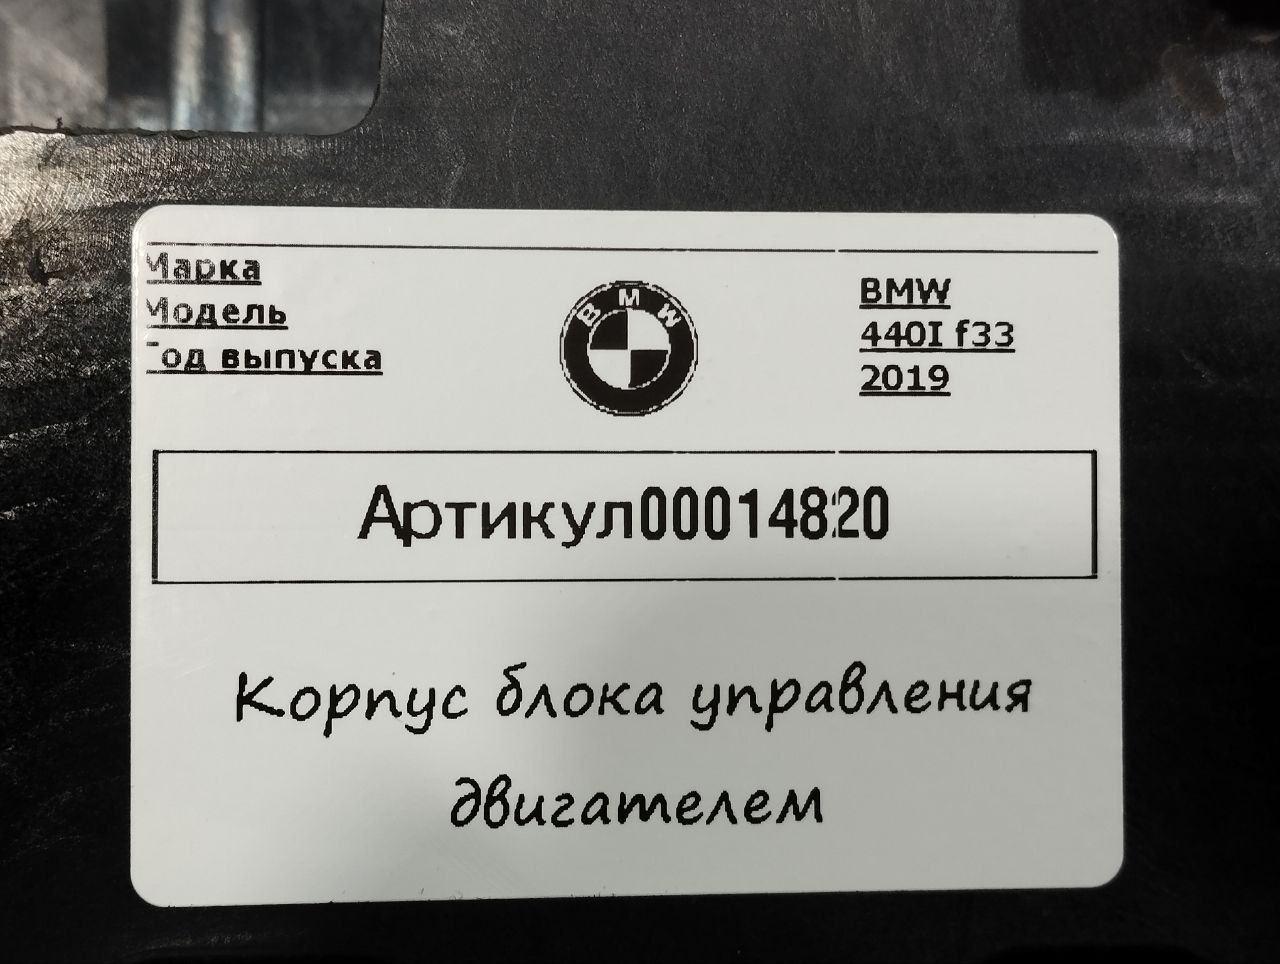 Марка
Модель
Год выпуска
BMW
BMW
440I f33
2019
Артикул00014820
Корпус блока управления
двигателем